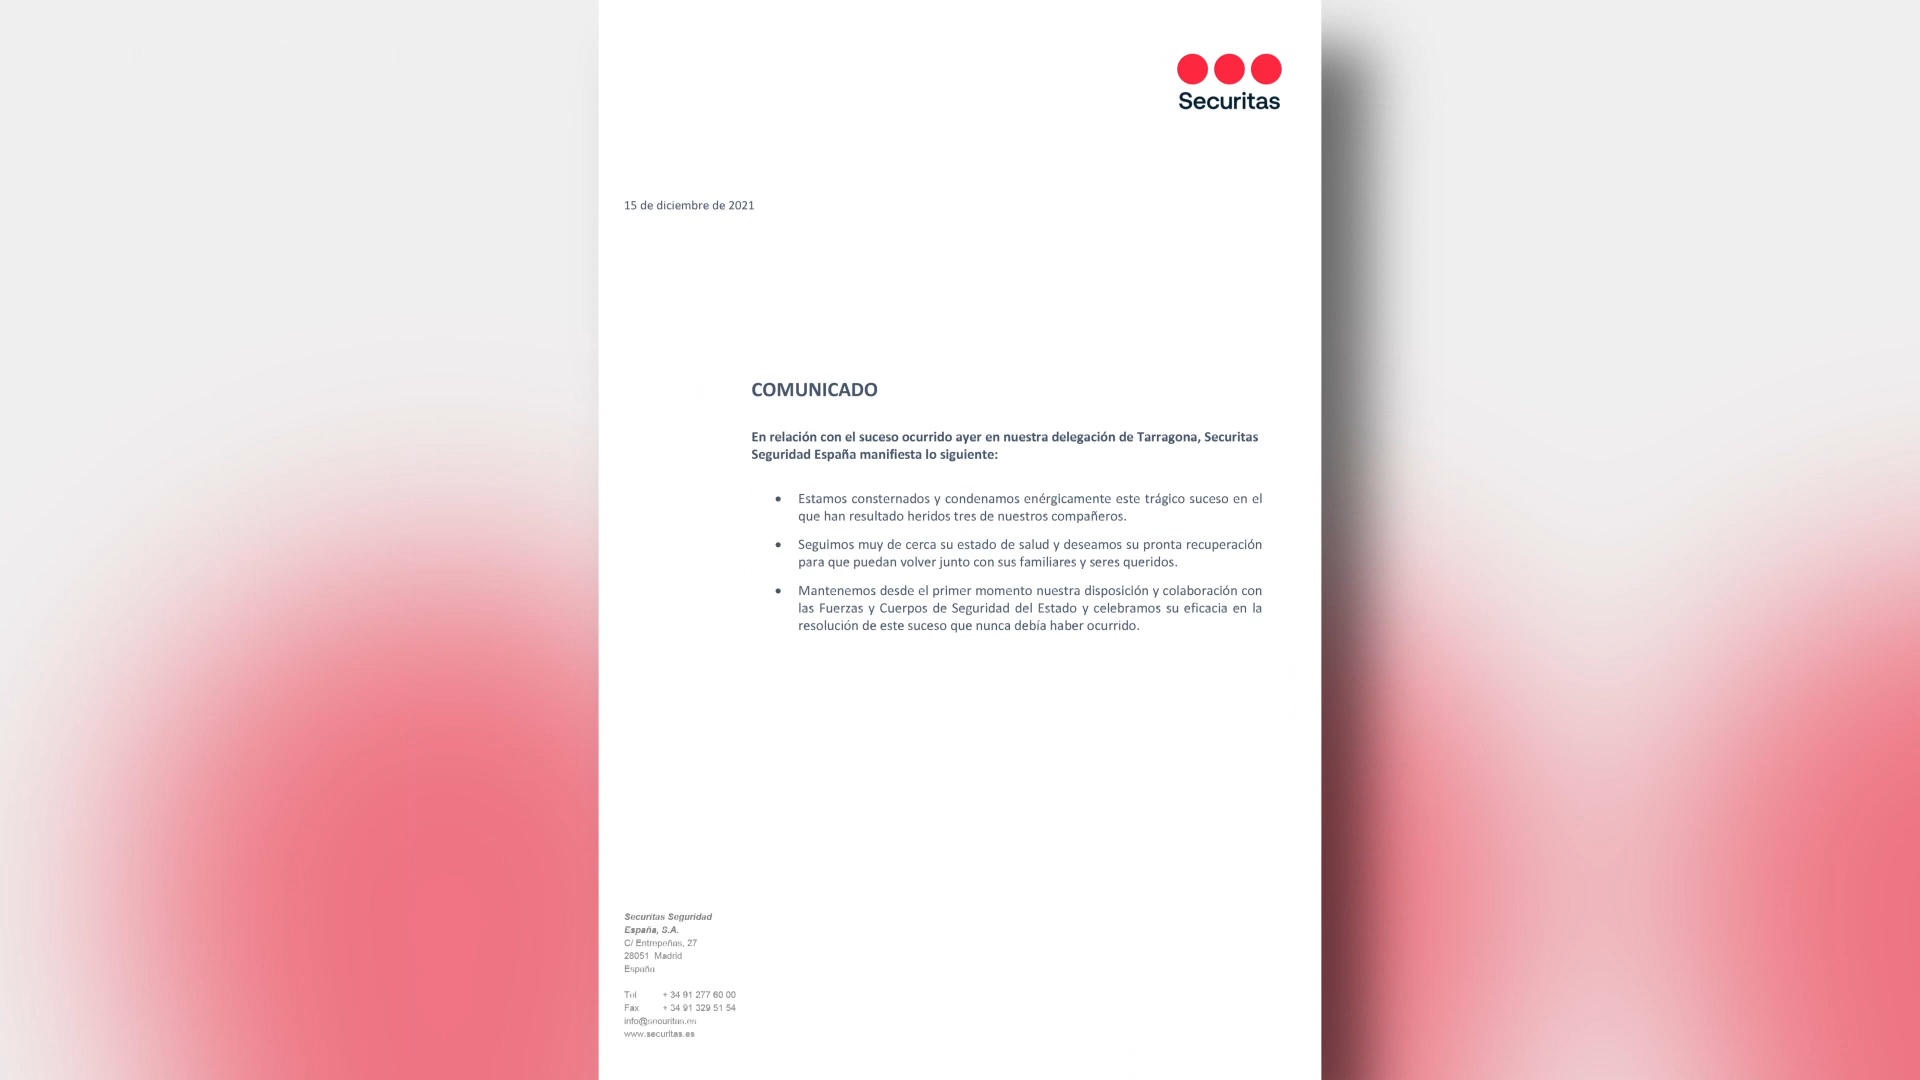 Securitas
15 de diciembre de 2021
COMUNICADO
En relación con el suceso ocurrido ayer en nuestra delegación de Tarragona, Securitas
Seguridad España manifiesta lo siguiente:
• Estamos consternados y condenamos enérgicamente este trágico suceso en el
que han resultado heridos tres de nuestros compañeros.
• Seguimos muy de cerca su estado de salud y deseamos su pronta recuperación
para que puedan volver junto con sus familiares y seres queridos.
• Mantenemos desde el primer momento nuestra disposición y colaboración con
las Fuerzas y Cuerpos de Seguridad del Estado y celebramos su eficacia en la
resolución de este suceso que nunca debía haber ocurrido.
Securitas Seguridad
España, S.A.
C/ Entrepeñas, 27
28051 Madrid
España
Tel + 34 91 277 60 00
Fax + 34 91 329 51 54
info@securitas.es
www.securitas.es